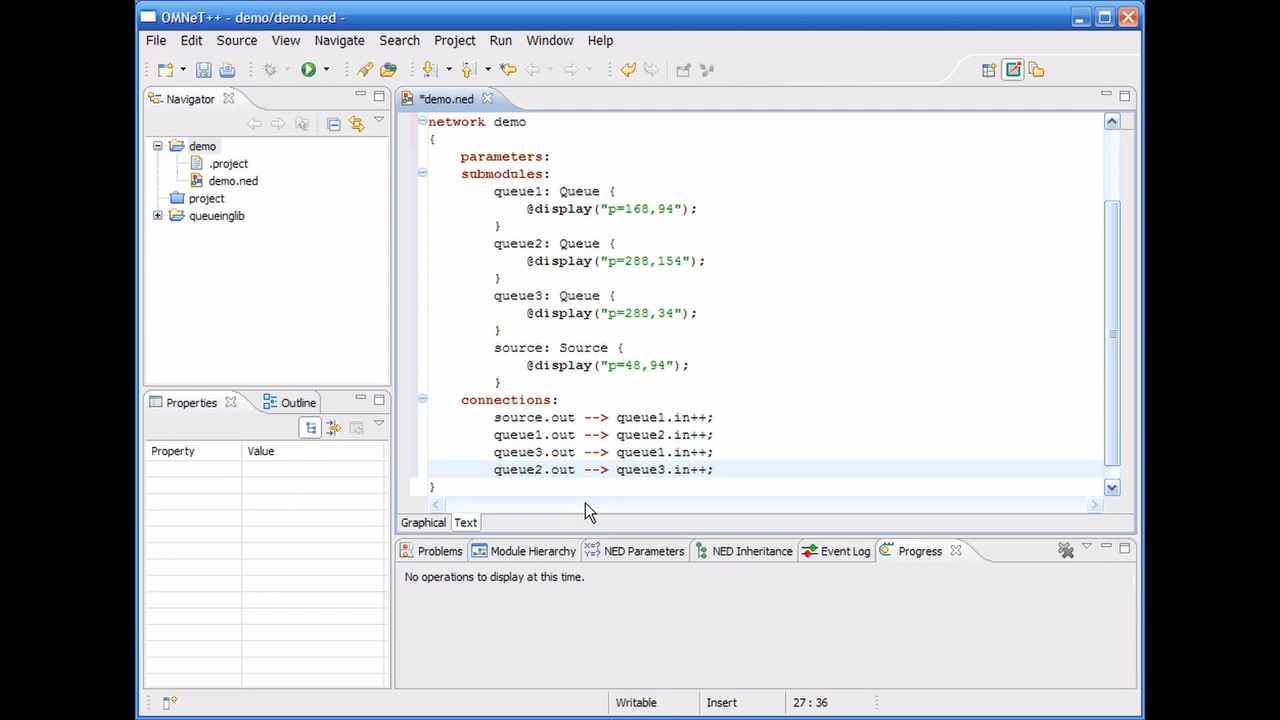 OMNeT++ - demo/demo.ned -
File Edit Source View Navigate Search Project Run Window Help
Navigator
demo
.project
demo.ned
project
queueinglib
Properties Outline
Property Value
*demo.ned
network demo
{
parameters:
submodules:
queue1: Queue {
@display("p=168,94");
}
queue2: Queue {
@display("p=288,154");
}
queue3: Queue {
@display("p=288,34");
}
source: Source {
@display("p=48,94");
}
connections:
source.out --> queue1.in++;
queue1.out --> queue2.in++;
queue3.out --> queue1.in++;
queue2.out --> queue3.in++;
}
Graphical Text
Problems Module Hierarchy NED Parameters NED Inheritance Event Log Progress
No operations to display at this time.
Writable Insert 27 : 36